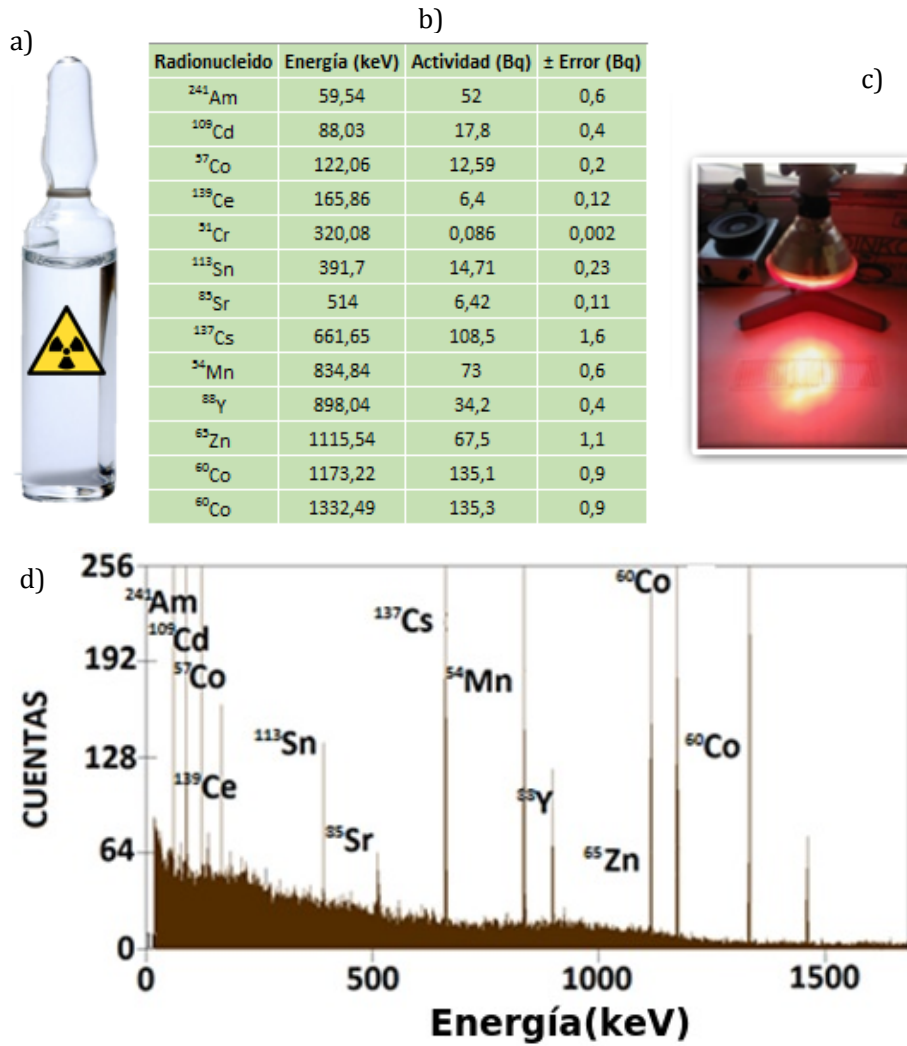 a)
b)
Radionucleido Energía (keV) Actividad (Bq) ± Error (Bq)
²⁴¹Am 59,54 52 0,6
¹⁰⁹Cd 88,03 17,8 0,4
⁵⁷Co 122,06 12,59 0,2
¹³⁹Ce 165,86 6,4 0,12
⁵¹Cr 320,08 0,086 0,002
¹¹³Sn 391,7 14,71 0,23
⁸⁵Sr 514 6,42 0,11
¹³⁷Cs 661,65 108,5 1,6
⁵⁴Mn 834,84 73 0,6
⁸⁸Y 898,04 34,2 0,4
⁶⁵Zn 1115,54 67,5 1,1
⁶⁰Co 1173,22 135,1 0,9
⁶⁰Co 1332,49 135,3 0,9
c)
d)
CUENTAS
256
192
128
64
0
²⁴¹Am
¹⁰⁹Cd
⁵⁷Co
¹³⁹Ce
¹¹³Sn
⁸⁵Sr
¹³⁷Cs
⁵⁴Mn
⁸⁸Y
⁶⁵Zn
⁶⁰Co
⁶⁰Co
0 500 1000 1500
Energía(keV)